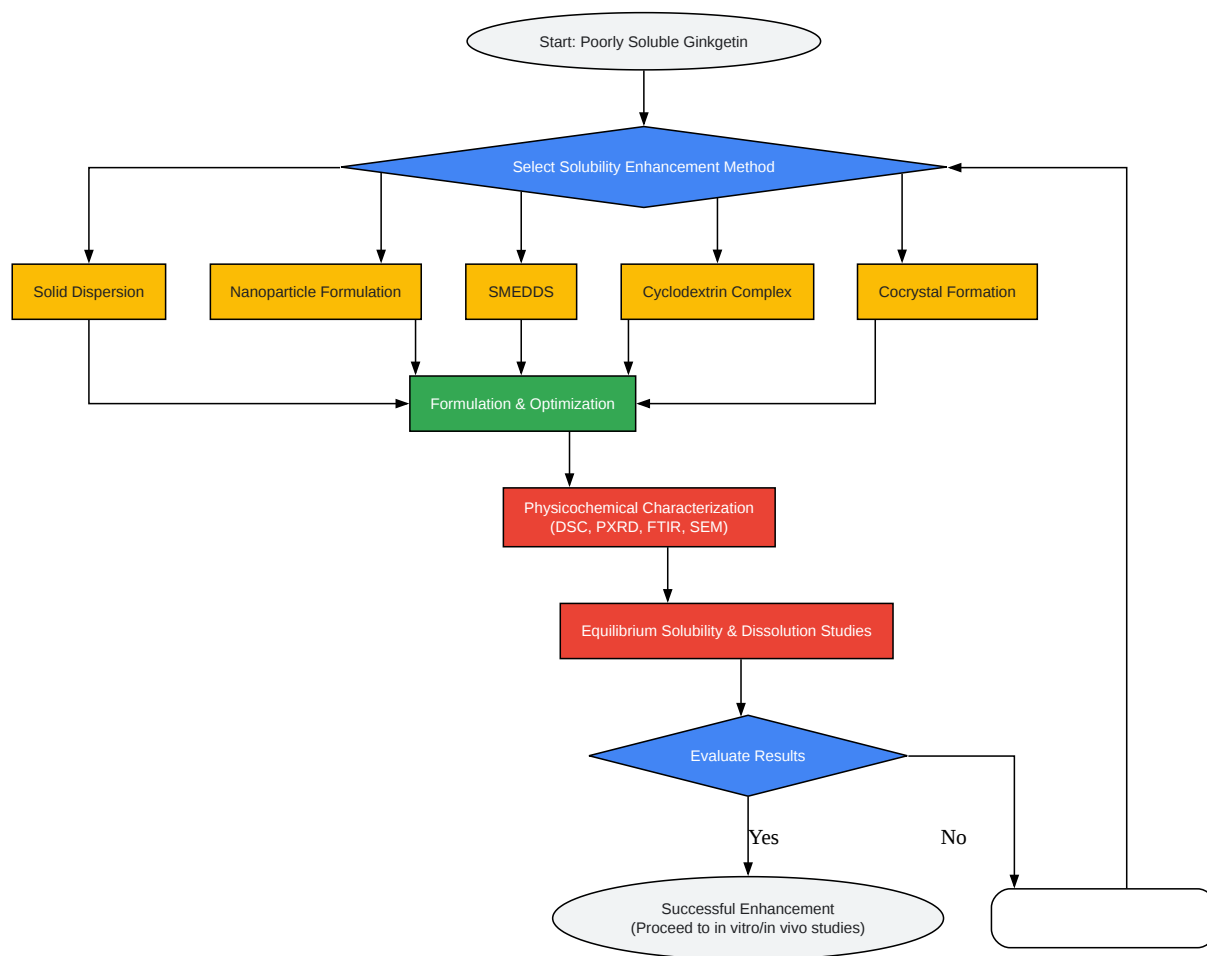 Start: Poorly Soluble Ginkgetin
Select Solubility Enhancement Method
Solid Dispersion
Nanoparticle Formulation
SMEDDS
Cyclodextrin Complex
Cocrystal Formation
Formulation & Optimization
Physicochemical Characterization
(DSC, PXRD, FTIR, SEM)
Equilibrium Solubility & Dissolution Studies
Evaluate Results
Yes
No
Successful Enhancement
(Proceed to in vitro/in vivo studies)